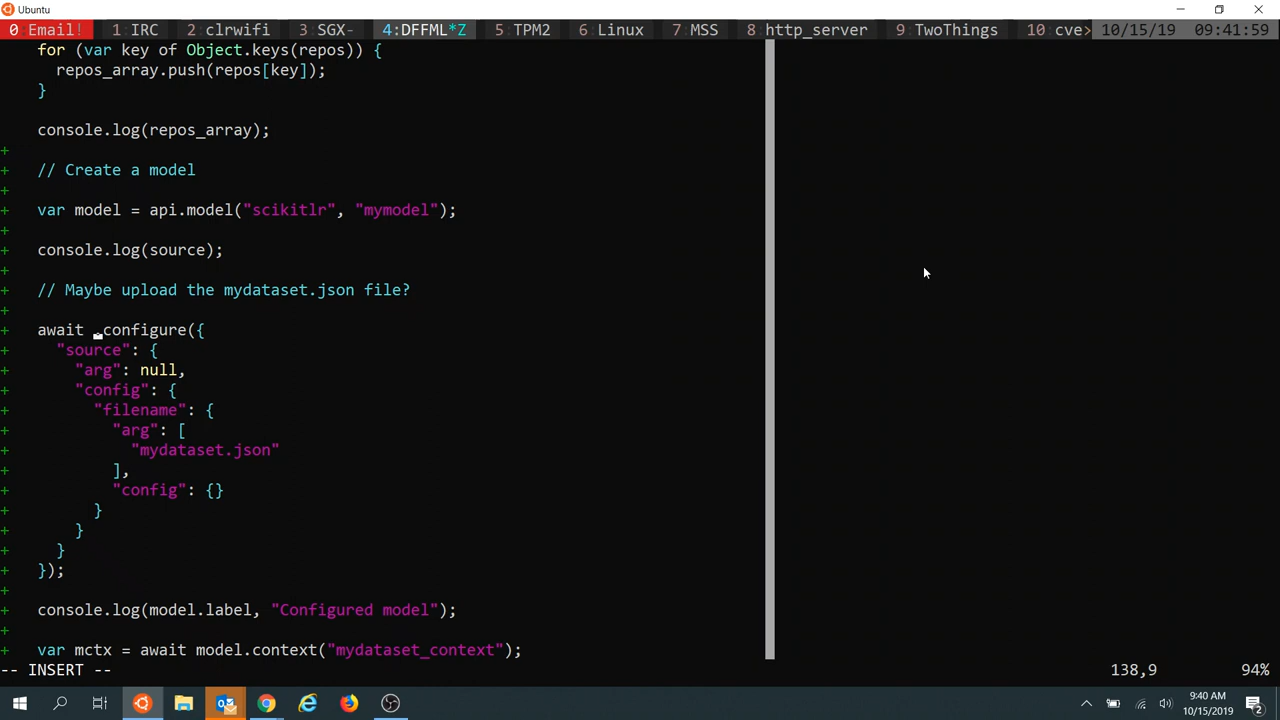 Ubuntu
0 Email! 1 IRC 2 clrwifi 3 SGX- 4:DFFML*Z 5 TPM2 6 Linux 7 MSS 8 http_server 9 TwoThings 10 cve> 10/15/19 09:41:59
for (var key of Object.keys(repos)) {
repos_array.push(repos[key]);
}
console.log(repos_array);
+
+ // Create a model
+
+ var model = api.model("scikitlr", "mymodel");
+
+ console.log(source);
+
+ // Maybe upload the mydataset.json file?
+
+ await .configure({
+ "source": {
+ "arg": null,
+ "config": {
+ "filename": {
+ "arg": [
+ "mydataset.json"
+ ],
+ "config": {}
+ }
+ }
+ }
+ });
+
+ console.log(model.label, "Configured model");
+
+ var mctx = await model.context("mydataset_context");
-- INSERT -- 138,9 94%
9:40 AM
10/15/2019
2